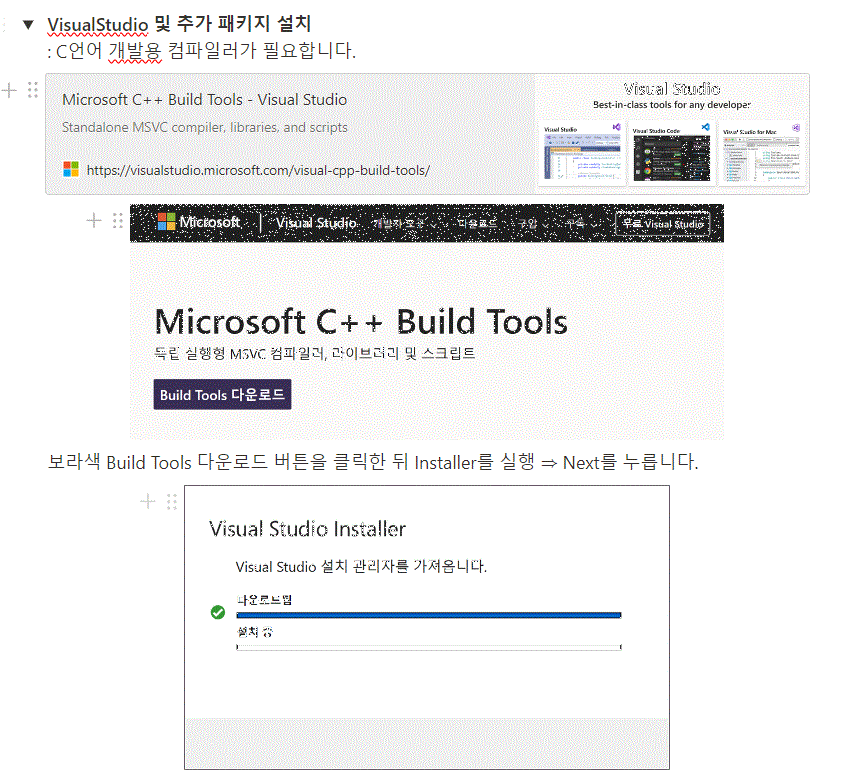 VisualStudio 및 추가 패키지 설치
: C언어 개발용 컴파일러가 필요합니다.
Microsoft C++ Build Tools - Visual Studio
Standalone MSVC compiler, libraries, and scripts
https://visualstudio.microsoft.com/visual-cpp-build-tools/
Visual Studio
Best-in-class tools for any developer
Visual Studio
Visual Studio Code
Visual Studio for Mac
Microsoft
Visual Studio
개발자 도구
다운로드
구입
구독
무료 Visual Studio
Microsoft C++ Build Tools
독립 실행형 MSVC 컴파일러, 라이브러리 및 스크립트
Build Tools 다운로드
보라색 Build Tools 다운로드 버튼을 클릭한 뒤 Installer를 실행 ⇒ Next를 누릅니다.
Visual Studio Installer
Visual Studio 설치 관리자를 가져옵니다.
다운로드됨
설치 중